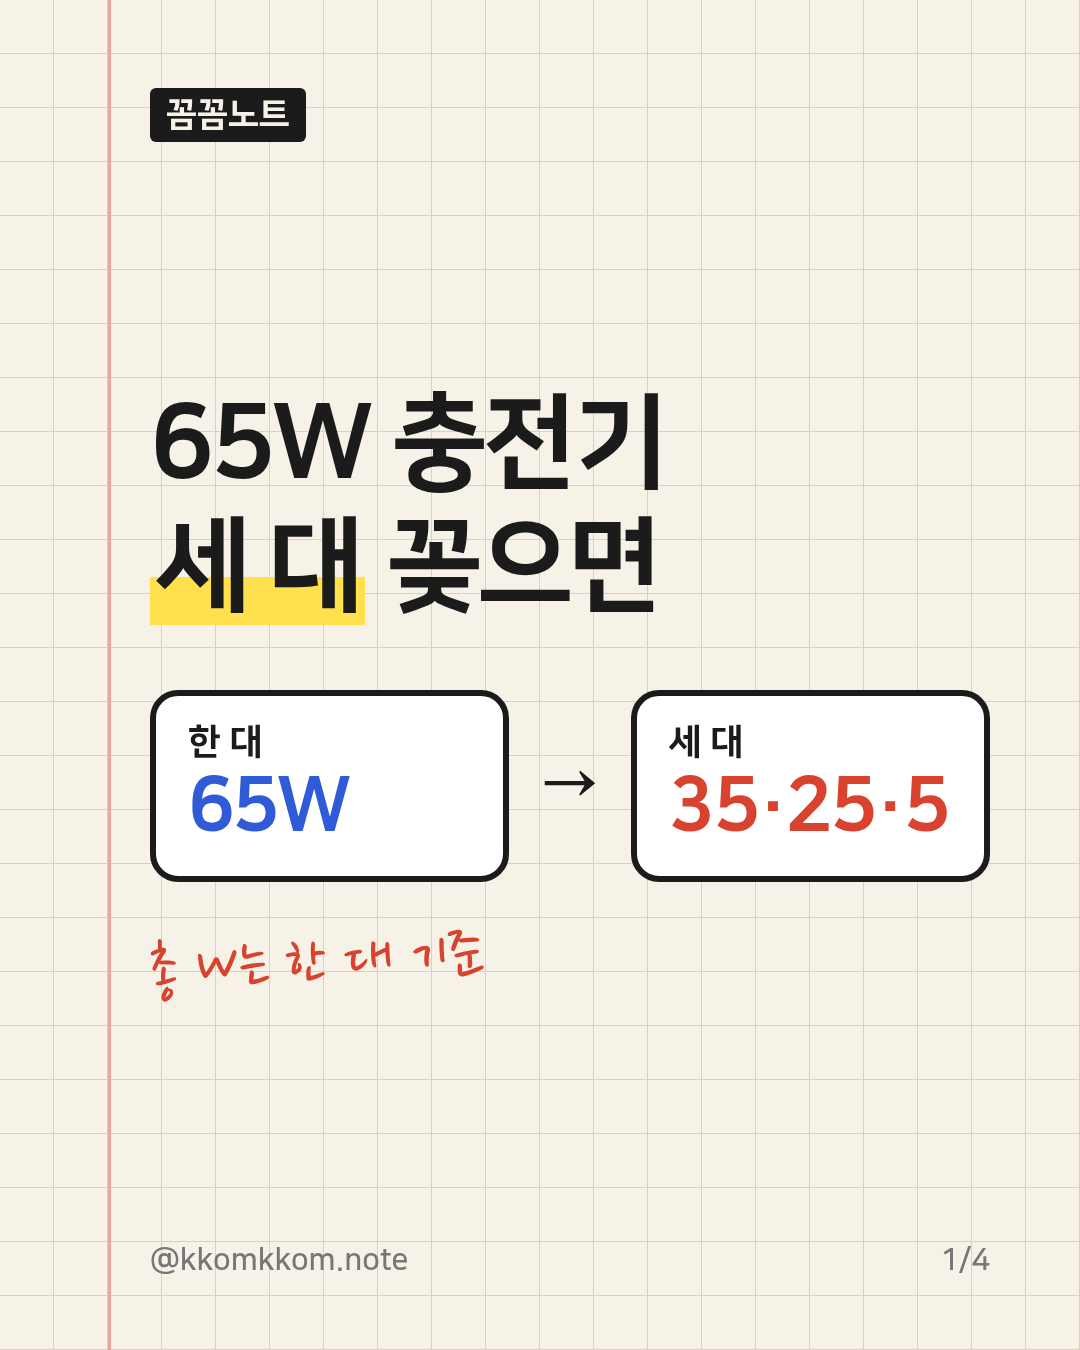 꼼꼼노트
65W 충전기
세 대 꽂으면
한 대
65W
→
세 대
35·25·5
총 W는 한 대 기준
@kkomkkom.note
1/4